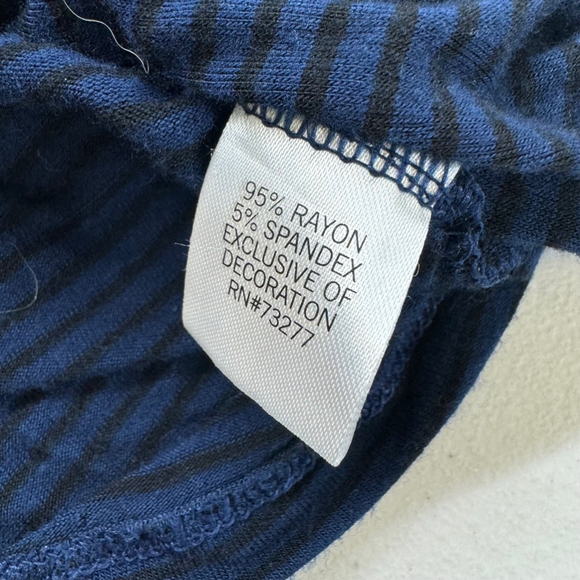 95% RAYON
5% SPANDEX
EXCLUSIVE OF
DECORATION
RN#73277